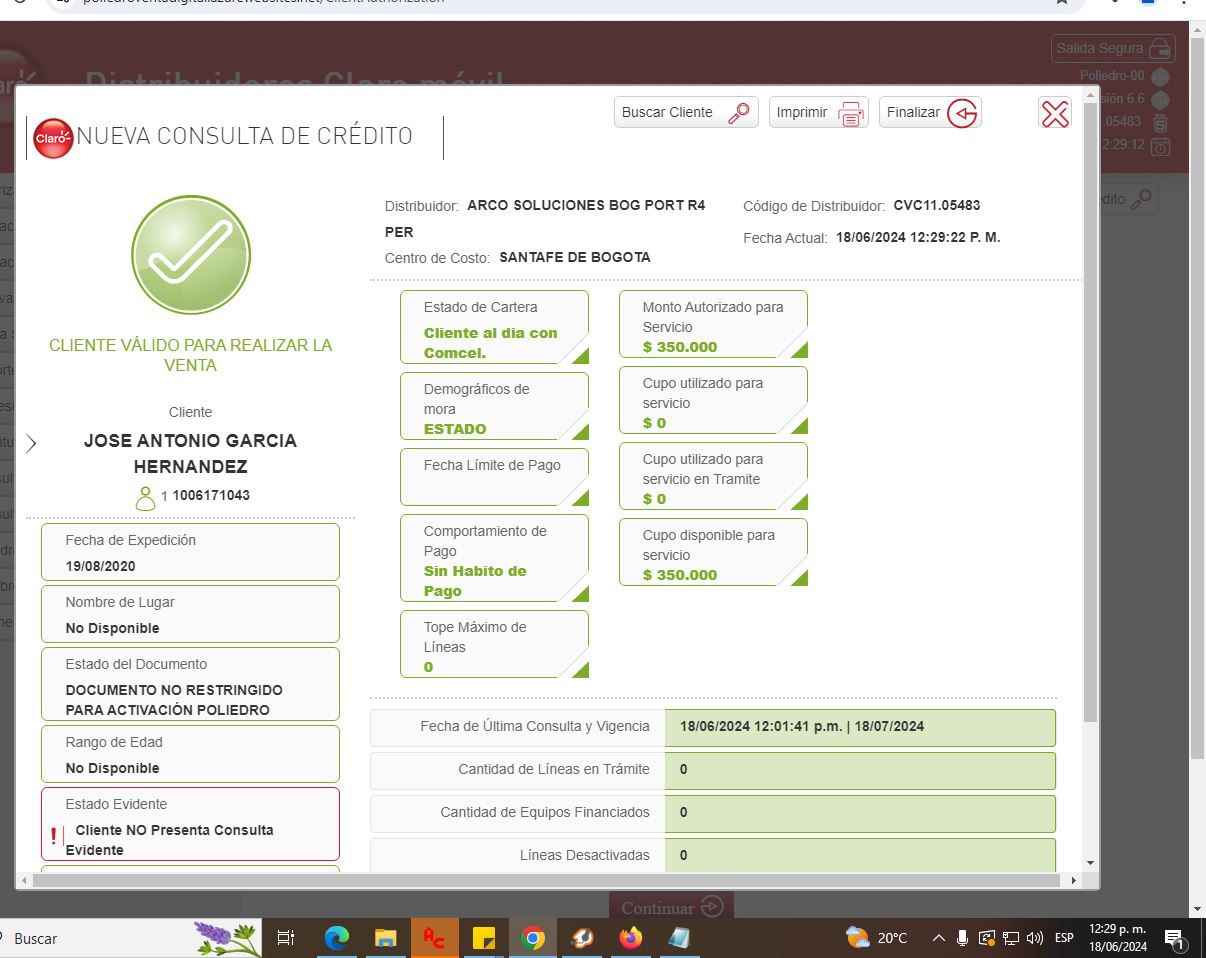 poliedroventadigital.azurewebsites.net/ClientAuthorization
Distribuidores Claro móvil
Salida Segura
Poliedro-00
sión 6.6
.05483
2:29:12
édito
Buscar Cliente
Imprimir
Finalizar
Claro
NUEVA CONSULTA DE CRÉDITO
CLIENTE VÁLIDO PARA REALIZAR LA
VENTA
Cliente
JOSE ANTONIO GARCIA
HERNANDEZ
1 1006171043
Fecha de Expedición
19/08/2020
Nombre de Lugar
No Disponible
Estado del Documento
DOCUMENTO NO RESTRINGIDO
PARA ACTIVACIÓN POLIEDRO
Rango de Edad
No Disponible
Estado Evidente
! Cliente NO Presenta Consulta
Evidente
Distribuidor: ARCO SOLUCIONES BOG PORT R4
PER
Centro de Costo: SANTAFE DE BOGOTA
Código de Distribuidor: CVC11.05483
Fecha Actual: 18/06/2024 12:29:22 P. M.
Estado de Cartera
Cliente al dia con
Comcel.
Demográficos de
mora
ESTADO
Fecha Límite de Pago
Comportamiento de
Pago
Sin Habito de
Pago
Tope Máximo de
Líneas
0
Monto Autorizado para
Servicio
$ 350.000
Cupo utilizado para
servicio
$ 0
Cupo utilizado para
servicio en Tramite
$ 0
Cupo disponible para
servicio
$ 350.000
Fecha de Última Consulta y Vigencia 18/06/2024 12:01:41 p.m. | 18/07/2024
Cantidad de Líneas en Trámite 0
Cantidad de Equipos Financiados 0
Líneas Desactivadas 0
Continuar
Buscar
20°C
ESP
12:29 p. m.
18/06/2024
1